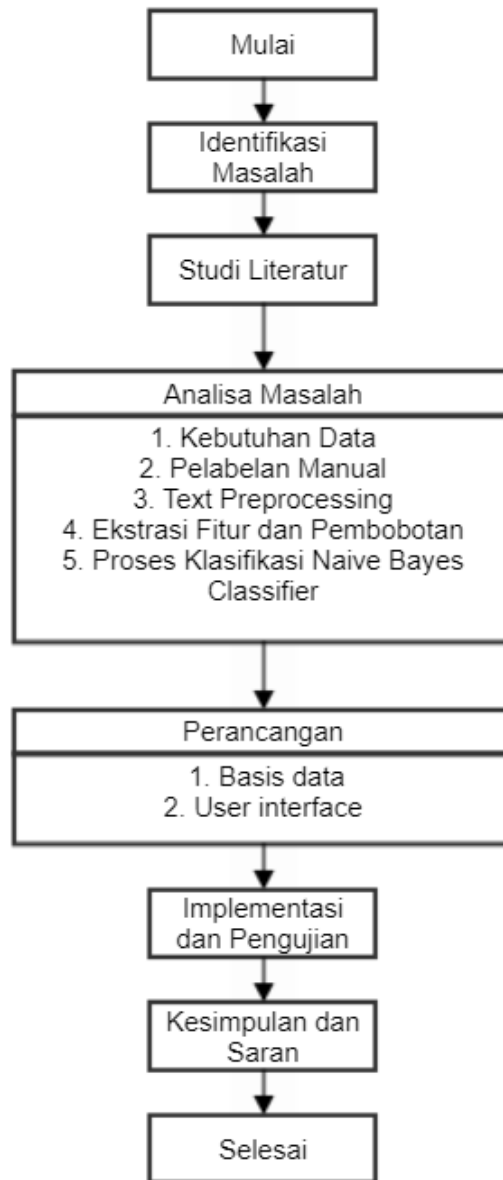 Mulai
Identifikasi
Masalah
Studi Literatur
Analisa Masalah
1. Kebutuhan Data
2. Pelabelan Manual
3. Text Preprocessing
4. Ekstrasi Fitur dan Pembobotan
5. Proses Klasifikasi Naive Bayes
Classifier
Perancangan
1. Basis data
2. User interface
Implementasi
dan Pengujian
Kesimpulan dan
Saran
Selesai